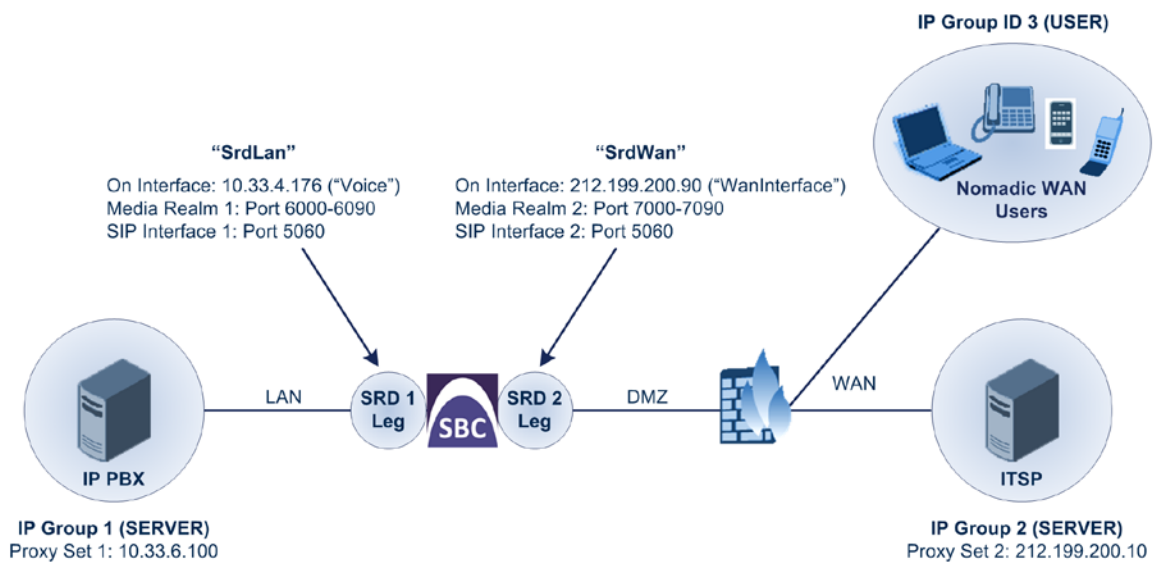 IP Group ID 3 (USER)
Nomadic WAN
Users
“SrdLan”
On Interface: 10.33.4.176 (“Voice”)
Media Realm 1: Port 6000-6090
SIP Interface 1: Port 5060
“SrdWan”
On Interface: 212.199.200.90 (“WanInterface”)
Media Realm 2: Port 7000-7090
SIP Interface 2: Port 5060
IP PBX
LAN
SRD 1
Leg
SBC
SRD 2
Leg
DMZ
WAN
ITSP
IP Group 1 (SERVER)
Proxy Set 1: 10.33.6.100
IP Group 2 (SERVER)
Proxy Set 2: 212.199.200.10